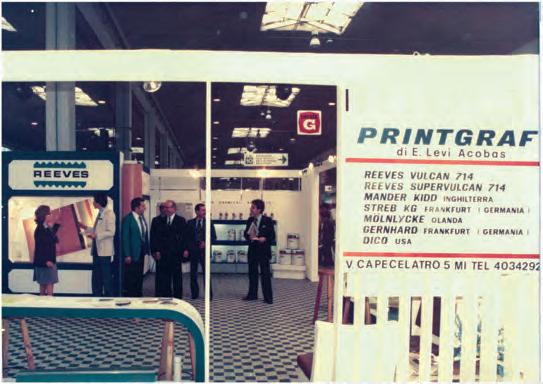 G
REEVES
PRINTGRAF
di E. Levi Acobas
REEVES VULCAN 714
REEVES SUPERVULCAN 714
MANDER KIDD INGHILTERRA
STREB KG FRANKFURT ( GERMANIA )
MÖLNLYCKE OLANDA
GERNHARD FRANKFURT ( GERMANIA )
DICO USA
V. CAPECELATRO 5 MI TEL 4034292